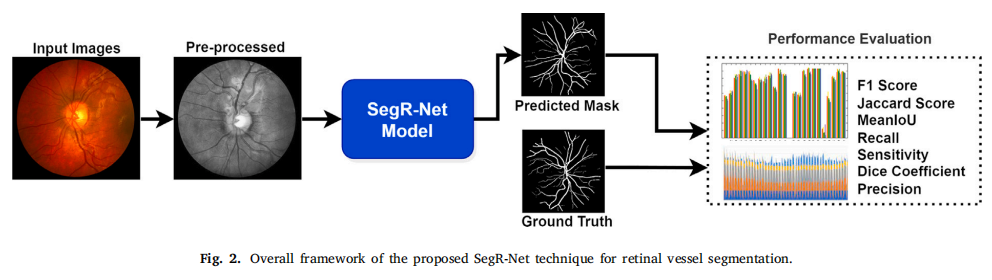 Input Images
Pre-processed
SegR-Net
Model
Predicted Mask
Ground Truth
Performance Evaluation
F1 Score
Jaccard Score
MeanIoU
Recall
Sensitivity
Dice Coefficient
Precision
Fig. 2. Overall framework of the proposed SegR-Net technique for retinal vessel segmentation.